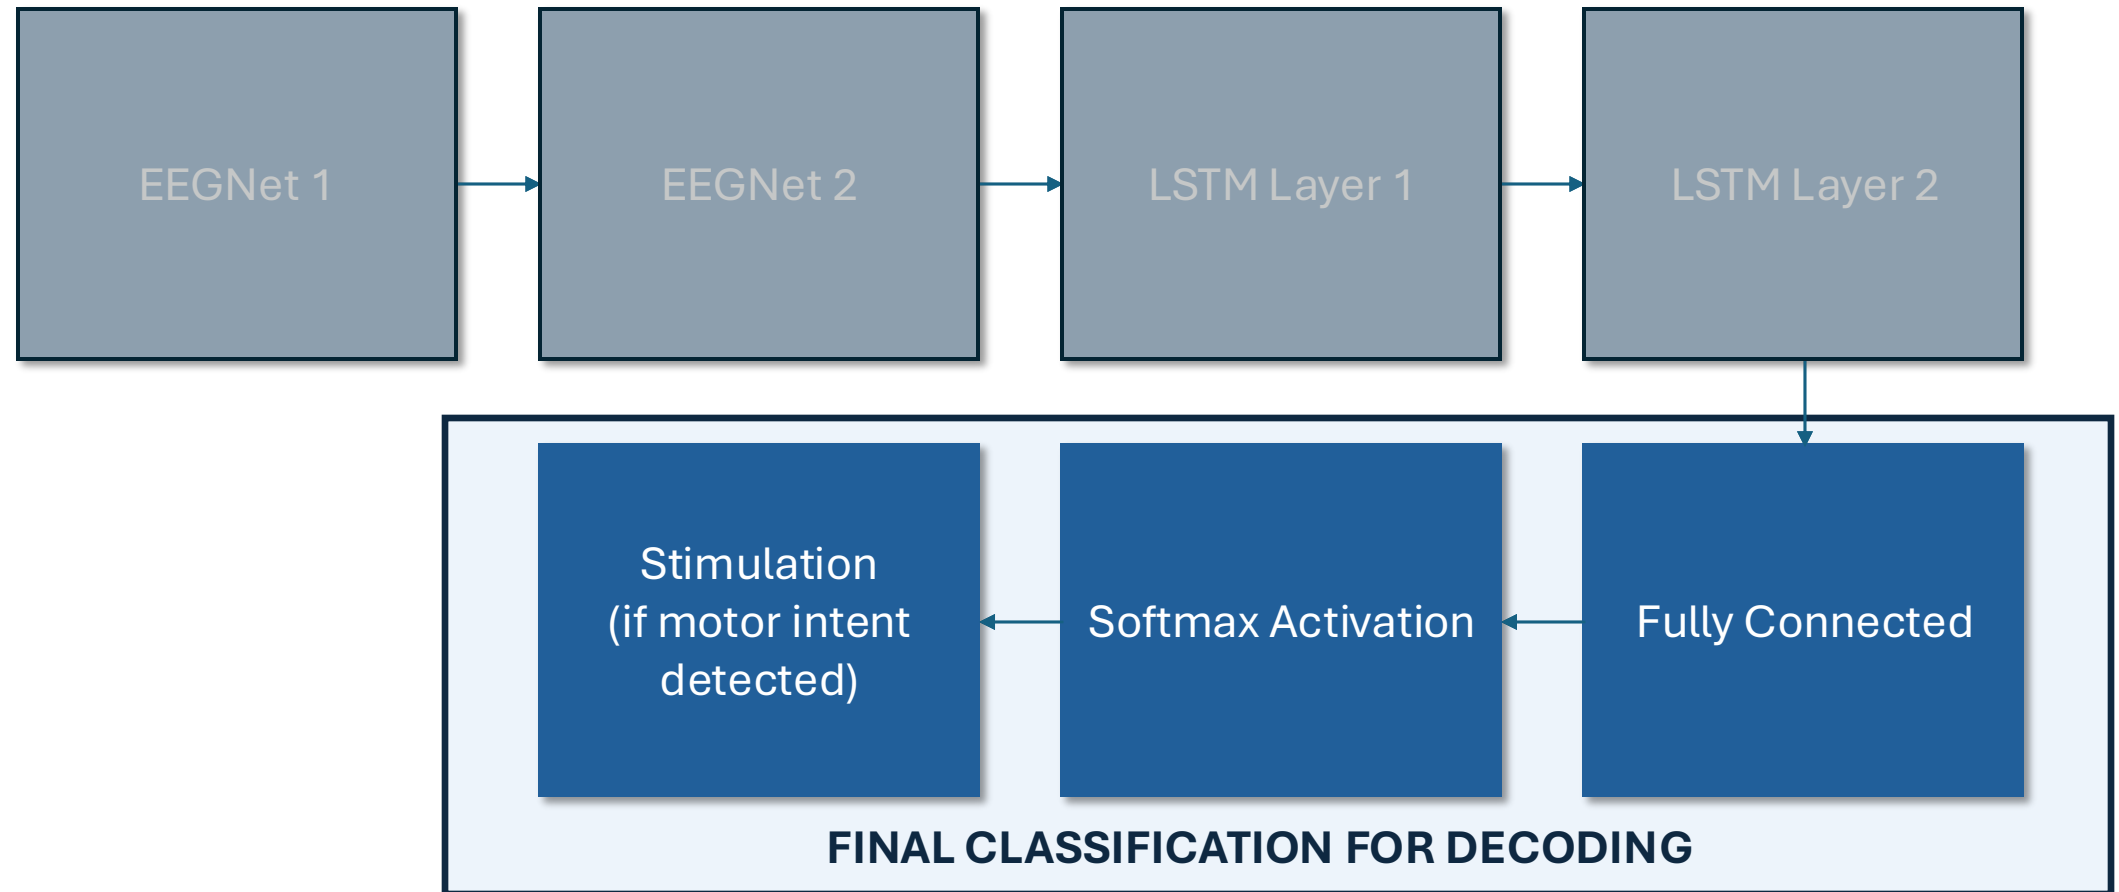 EEGNet 1
EEGNet 2
LSTM Layer 1
LSTM Layer 2
Stimulation
(if motor intent
detected)
Softmax Activation
Fully Connected
FINAL CLASSIFICATION FOR DECODING